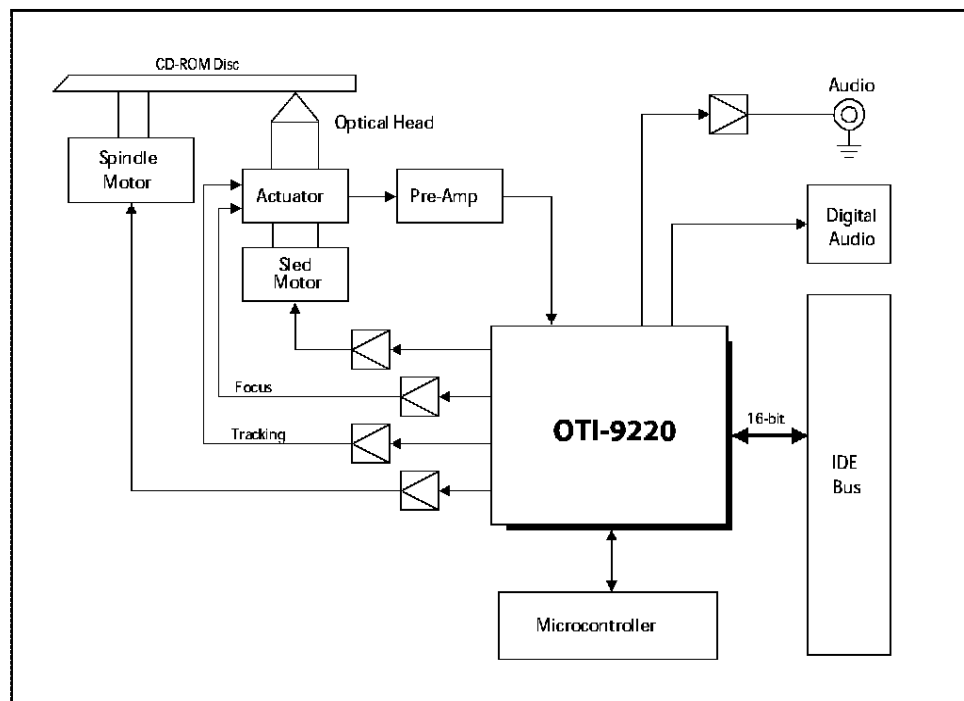 CD-ROM Disc
Optical Head
Audio
Spindle
Motor
Actuator
Pre-Amp
Digital
Audio
Sled
Motor
Focus
Tracking
OTI-9220
16-bit
IDE
Bus
Microcontroller